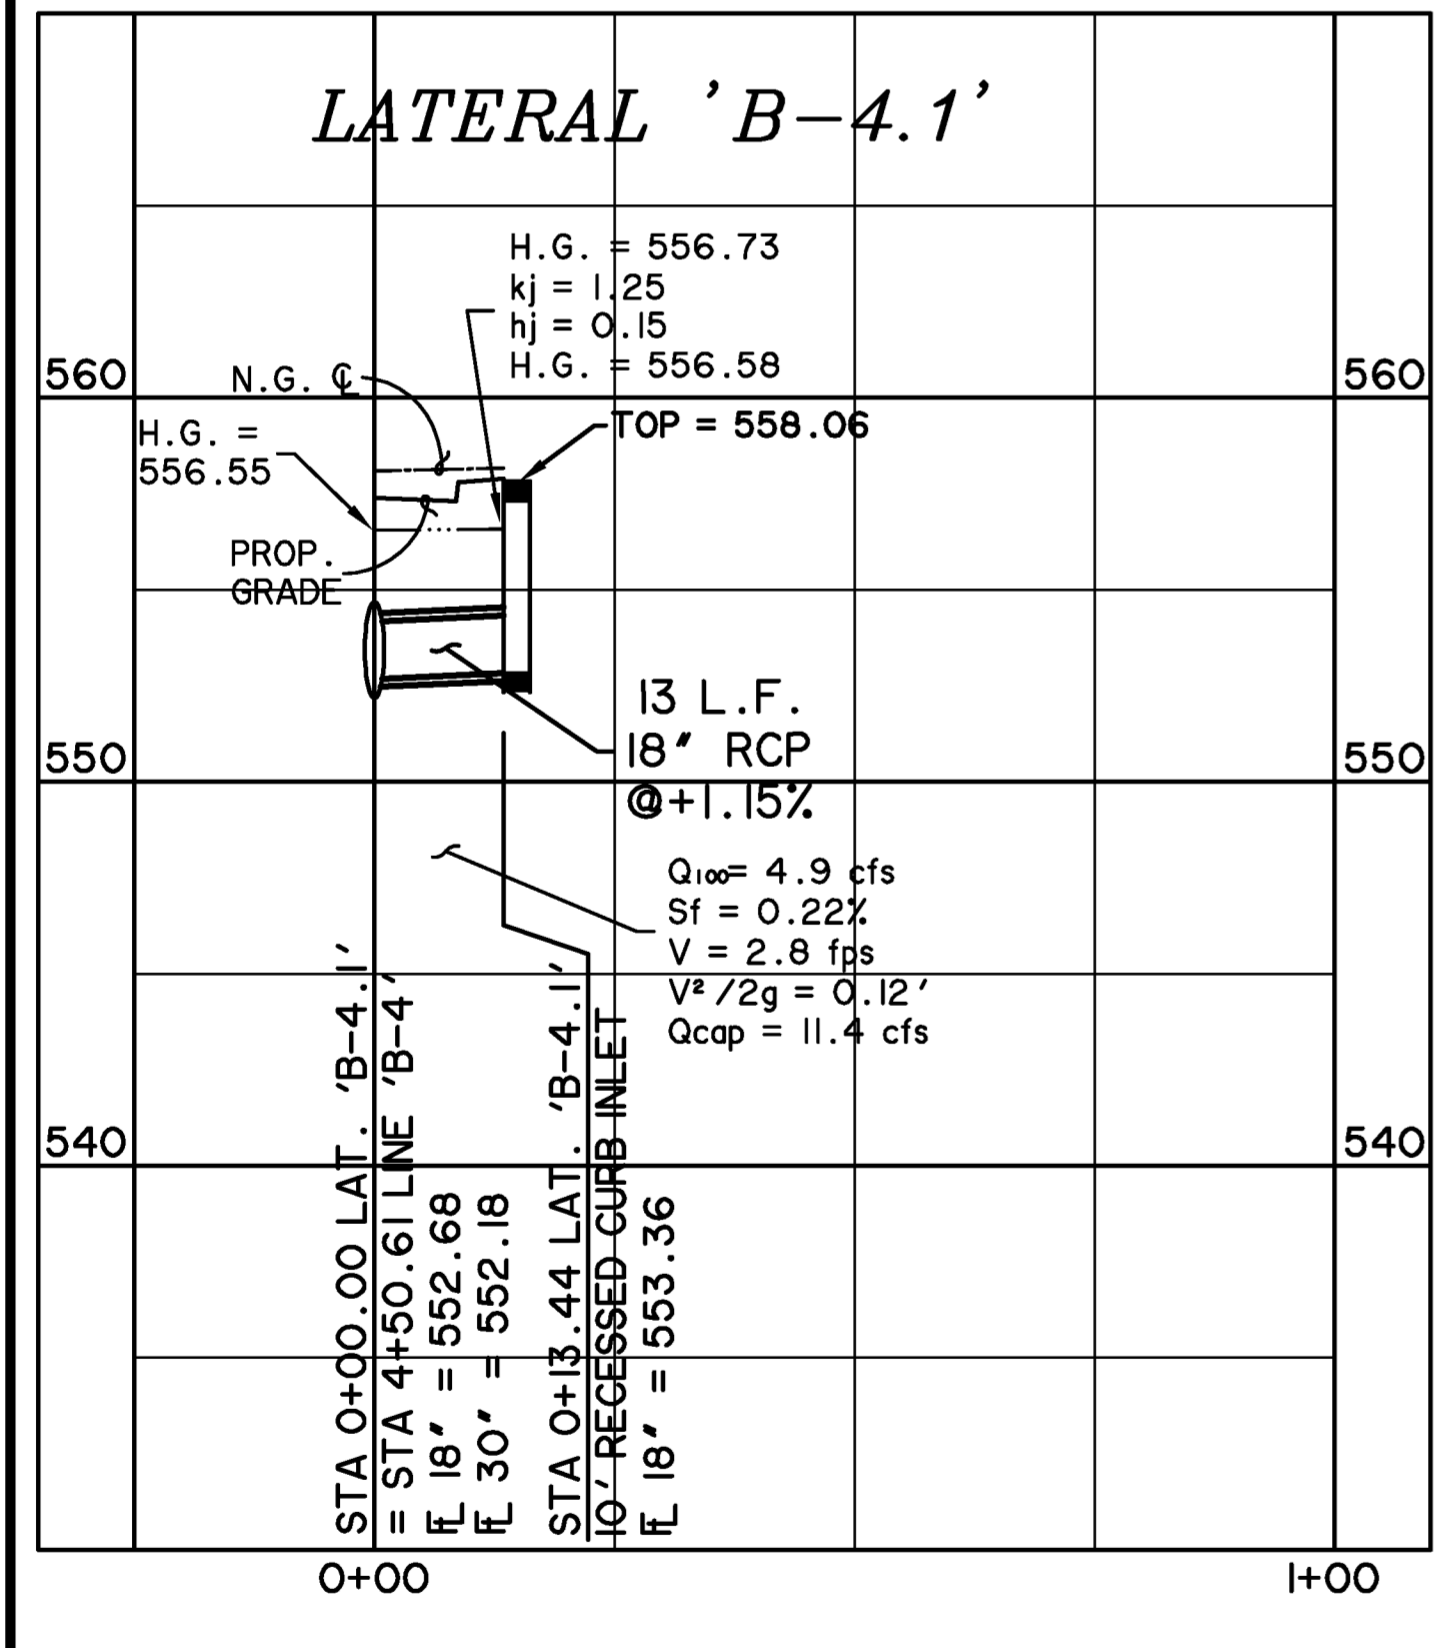 LATERAL 'B-4.1'
H.G. = 556.73
kj = 1.25
hj = 0.15
H.G. = 556.58
560
N.G. ℄
560
TOP = 558.06
H.G. =
556.55
PROP.
GRADE
13 L.F.
18" RCP
@+1.15%
550
550
Q100= 4.9 cfs
Sf = 0.22%
V = 2.8 fps
V²/2g = 0.12'
Qcap = 11.4 cfs
540
540
STA 0+00.00 LAT. 'B-4.1'
= STA 4+50.61 LINE 'B-4'
FL 18" = 552.68
FL 30" = 552.18
STA 0+13.44 LAT. 'B-4.1'
10' RECESSED CURB INLET
FL 18" = 553.36
0+00
1+00